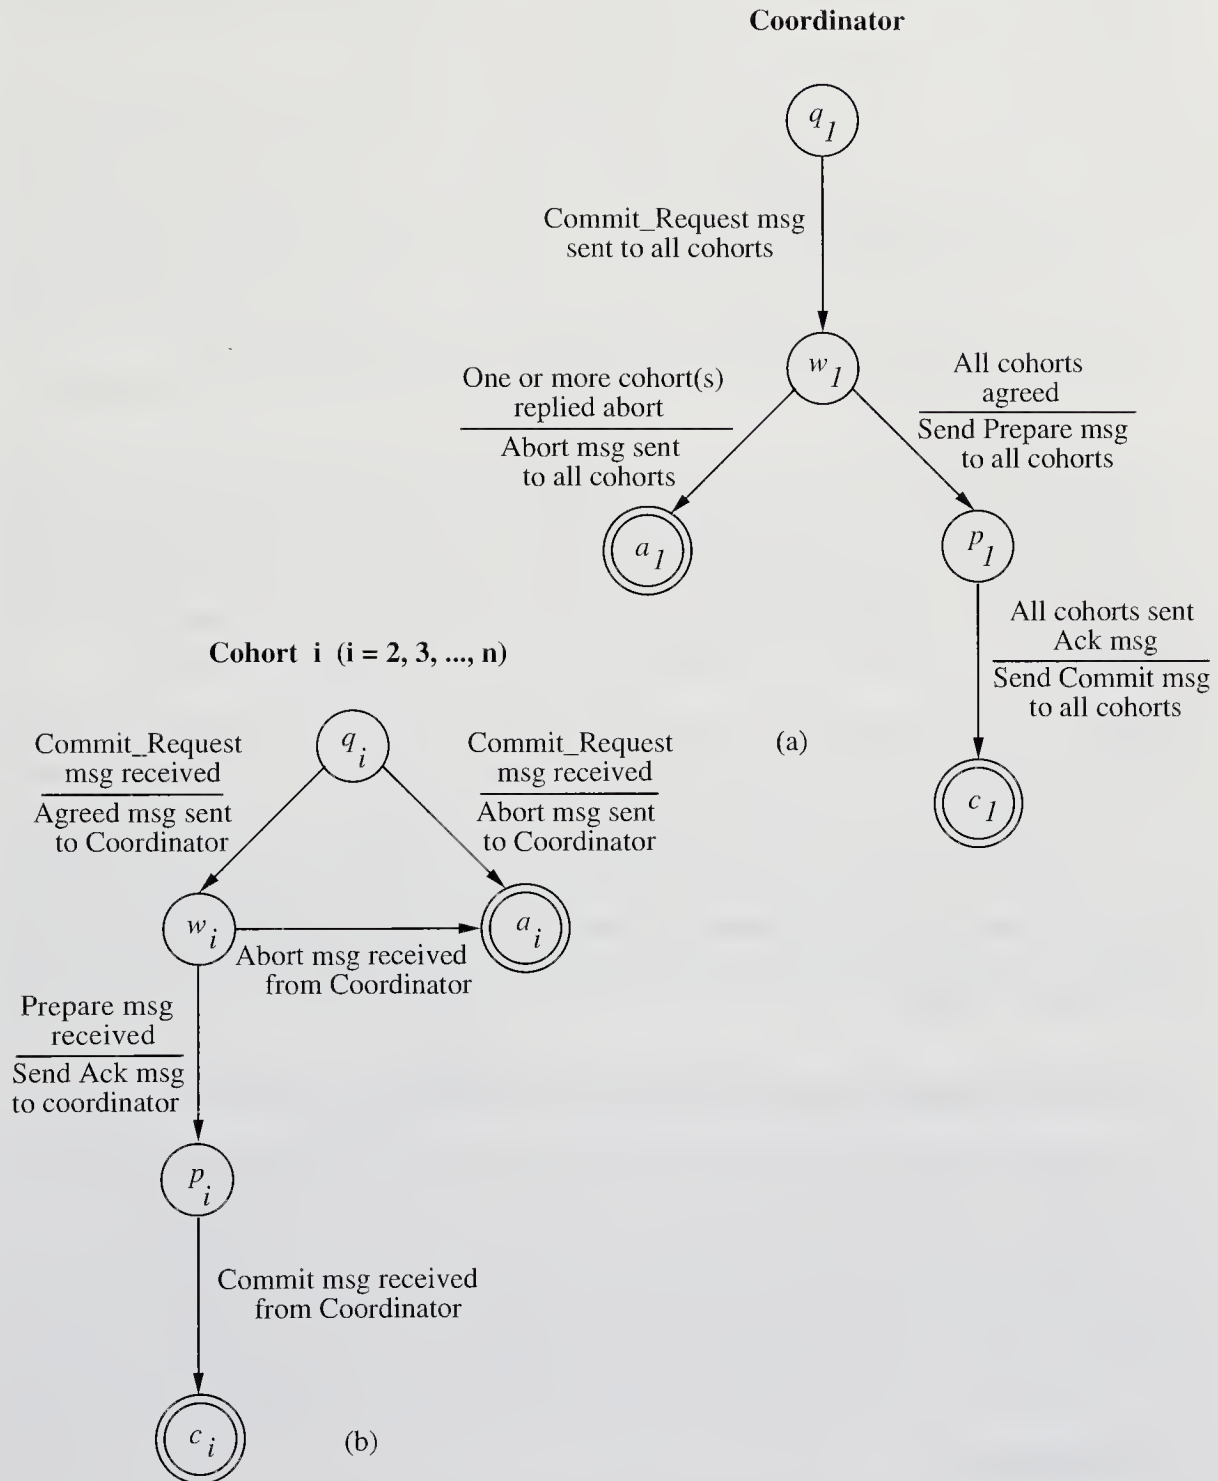 Coordinator
q1
Commit_Request msg
sent to all cohorts
w1
One or more cohort(s)
replied abort
Abort msg sent
to all cohorts
All cohorts
agreed
Send Prepare msg
to all cohorts
a1
p1
All cohorts sent
Ack msg
Send Commit msg
to all cohorts
c1
(a)
Cohort i (i = 2, 3, ..., n)
qi
Commit_Request
msg received
Agreed msg sent
to Coordinator
Commit_Request
msg received
Abort msg sent
to Coordinator
wi
ai
Abort msg received
from Coordinator
Prepare msg
received
Send Ack msg
to coordinator
pi
Commit msg received
from Coordinator
ci
(b)